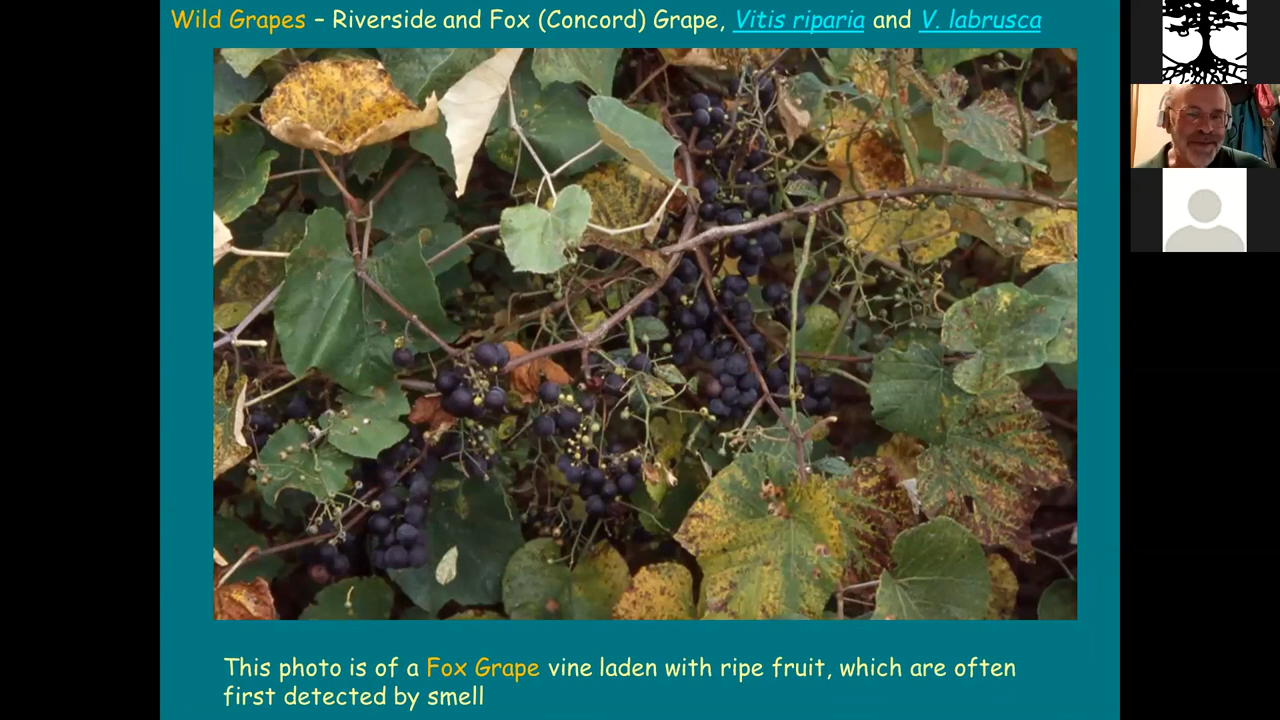 Wild Grapes – Riverside and Fox (Concord) Grape, Vitis riparia and V. labrusca
This photo is of a Fox Grape vine laden with ripe fruit, which are often
first detected by smell